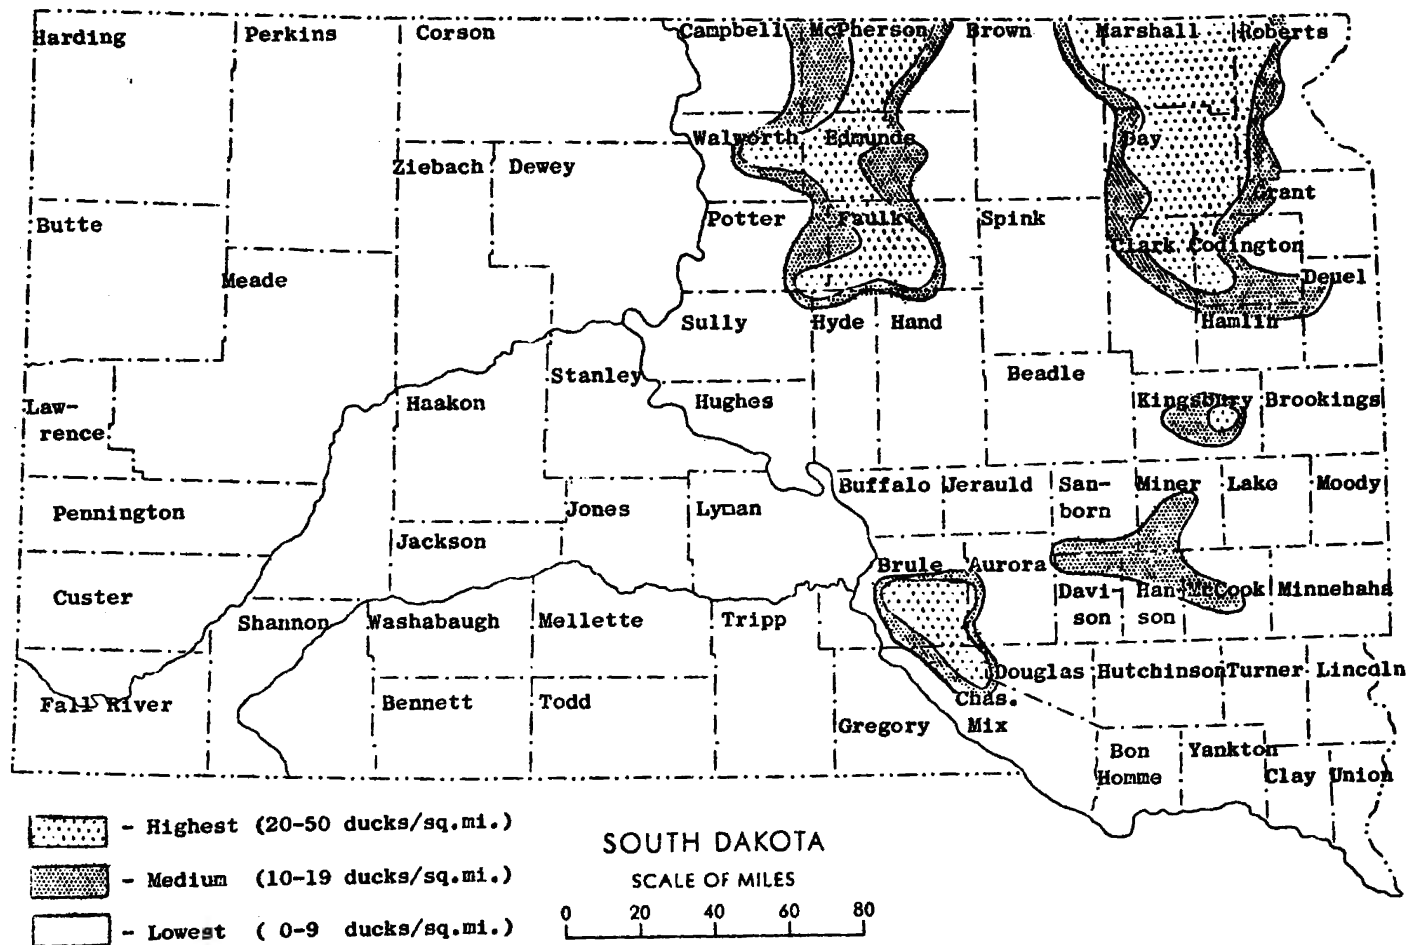 Harding
Perkins
Corson
Campbell
McPherson
Brown
Marshall
Roberts
Walworth
Edmunds
Day
Ziebach
Dewey
Grant
Butte
Potter
Faulk
Spink
Clark
Codington
Meade
Deuel
Sully
Hyde
Hand
Hamlin
Stanley
Beadle
Law-
rence
Haakon
Hughes
Kingsbury
Brookings
Pennington
Jones
Lyman
Buffalo
Jerauld
San-
born
Miner
Lake
Moody
Jackson
Brule
Aurora
Custer
Davi-
son
Han-
son
McCook
Minnehaha
Shannon
Washabaugh
Mellette
Tripp
Douglas
Hutchinson
Turner
Lincoln
Fall River
Bennett
Todd
Gregory
Chas.
Mix
Bon
Homme
Yankton
Clay
Union
- Highest (20-50 ducks/sq.mi.)
- Medium (10-19 ducks/sq.mi.)
- Lowest ( 0-9 ducks/sq.mi.)
SOUTH DAKOTA
SCALE OF MILES
0 20 40 60 80